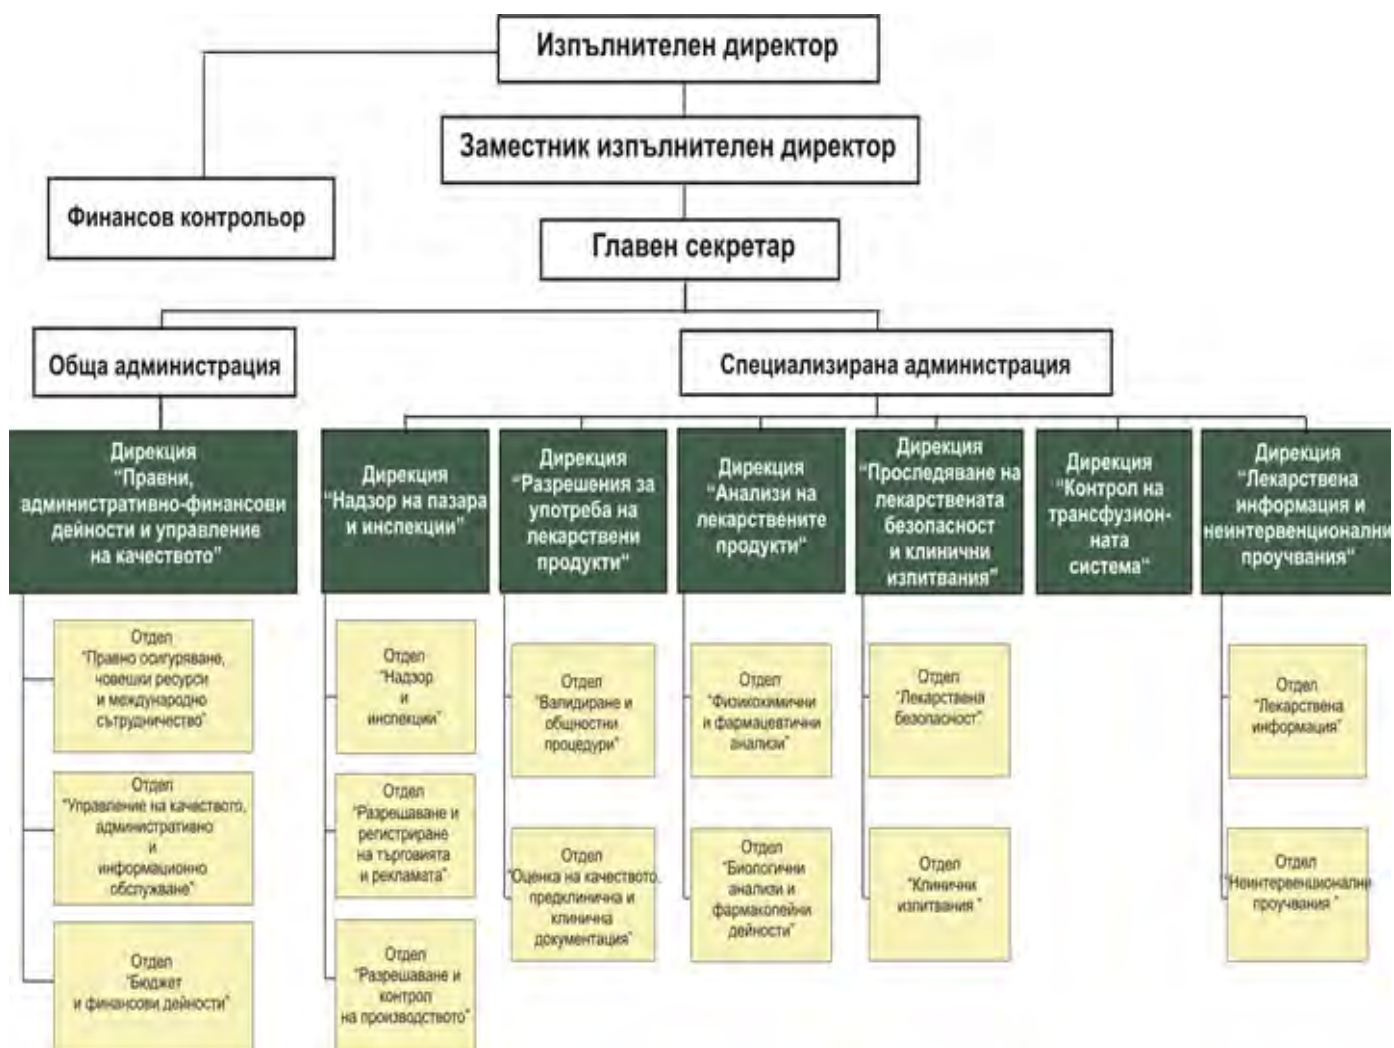 Изпълнителен директор
Заместник изпълнителен директор
Финансов контрольор
Главен секретар
Обща администрация
Специализирана администрация
Дирекция
“Правни,
административно-финансови
дейности и управление
на качеството”
Дирекция
“Надзор на пазара
и инспекции”
Дирекция
“Разрешения за
употреба на
лекарствени
продукти“
Дирекция
“Анализи на
лекарствените
продукти“
Дирекция
“Проследяване на
лекарствената
безопасност
и клинични
изпитвания“
Дирекция
“Контрол на
трансфузион-
ната
система“
Дирекция
“Лекарствена
информация и
неинтервенционални
проучвания“
Отдел
“Правно осигуряване,
човешки ресурси
и международно
сътрудничество”
Отдел
“Управление на качеството,
административно
и
информационно
обслужване”
Отдел
“Бюджет
и финансови дейности”
Отдел
“Надзор
и
инспекции”
Отдел
“Разрешаване и
регистриране
на търговията
и рекламата”
Отдел
“Разрешаване и
контрол
на производството”
Отдел
“Валидиране и
общностни
процедури”
Отдел
“Оценка на качеството,
предклинична и
клинична
документация”
Отдел
“Физикохимични
и фармацевтични
анализи”
Отдел
“Биологични
анализи и
фармакопейни
дейности”
Отдел
“Лекарствена
безопасност”
Отдел
“Клинични
изпитвания ”
Отдел
“Лекарствена
информация”
Отдел
“Неинтервенционални
проучвания ”